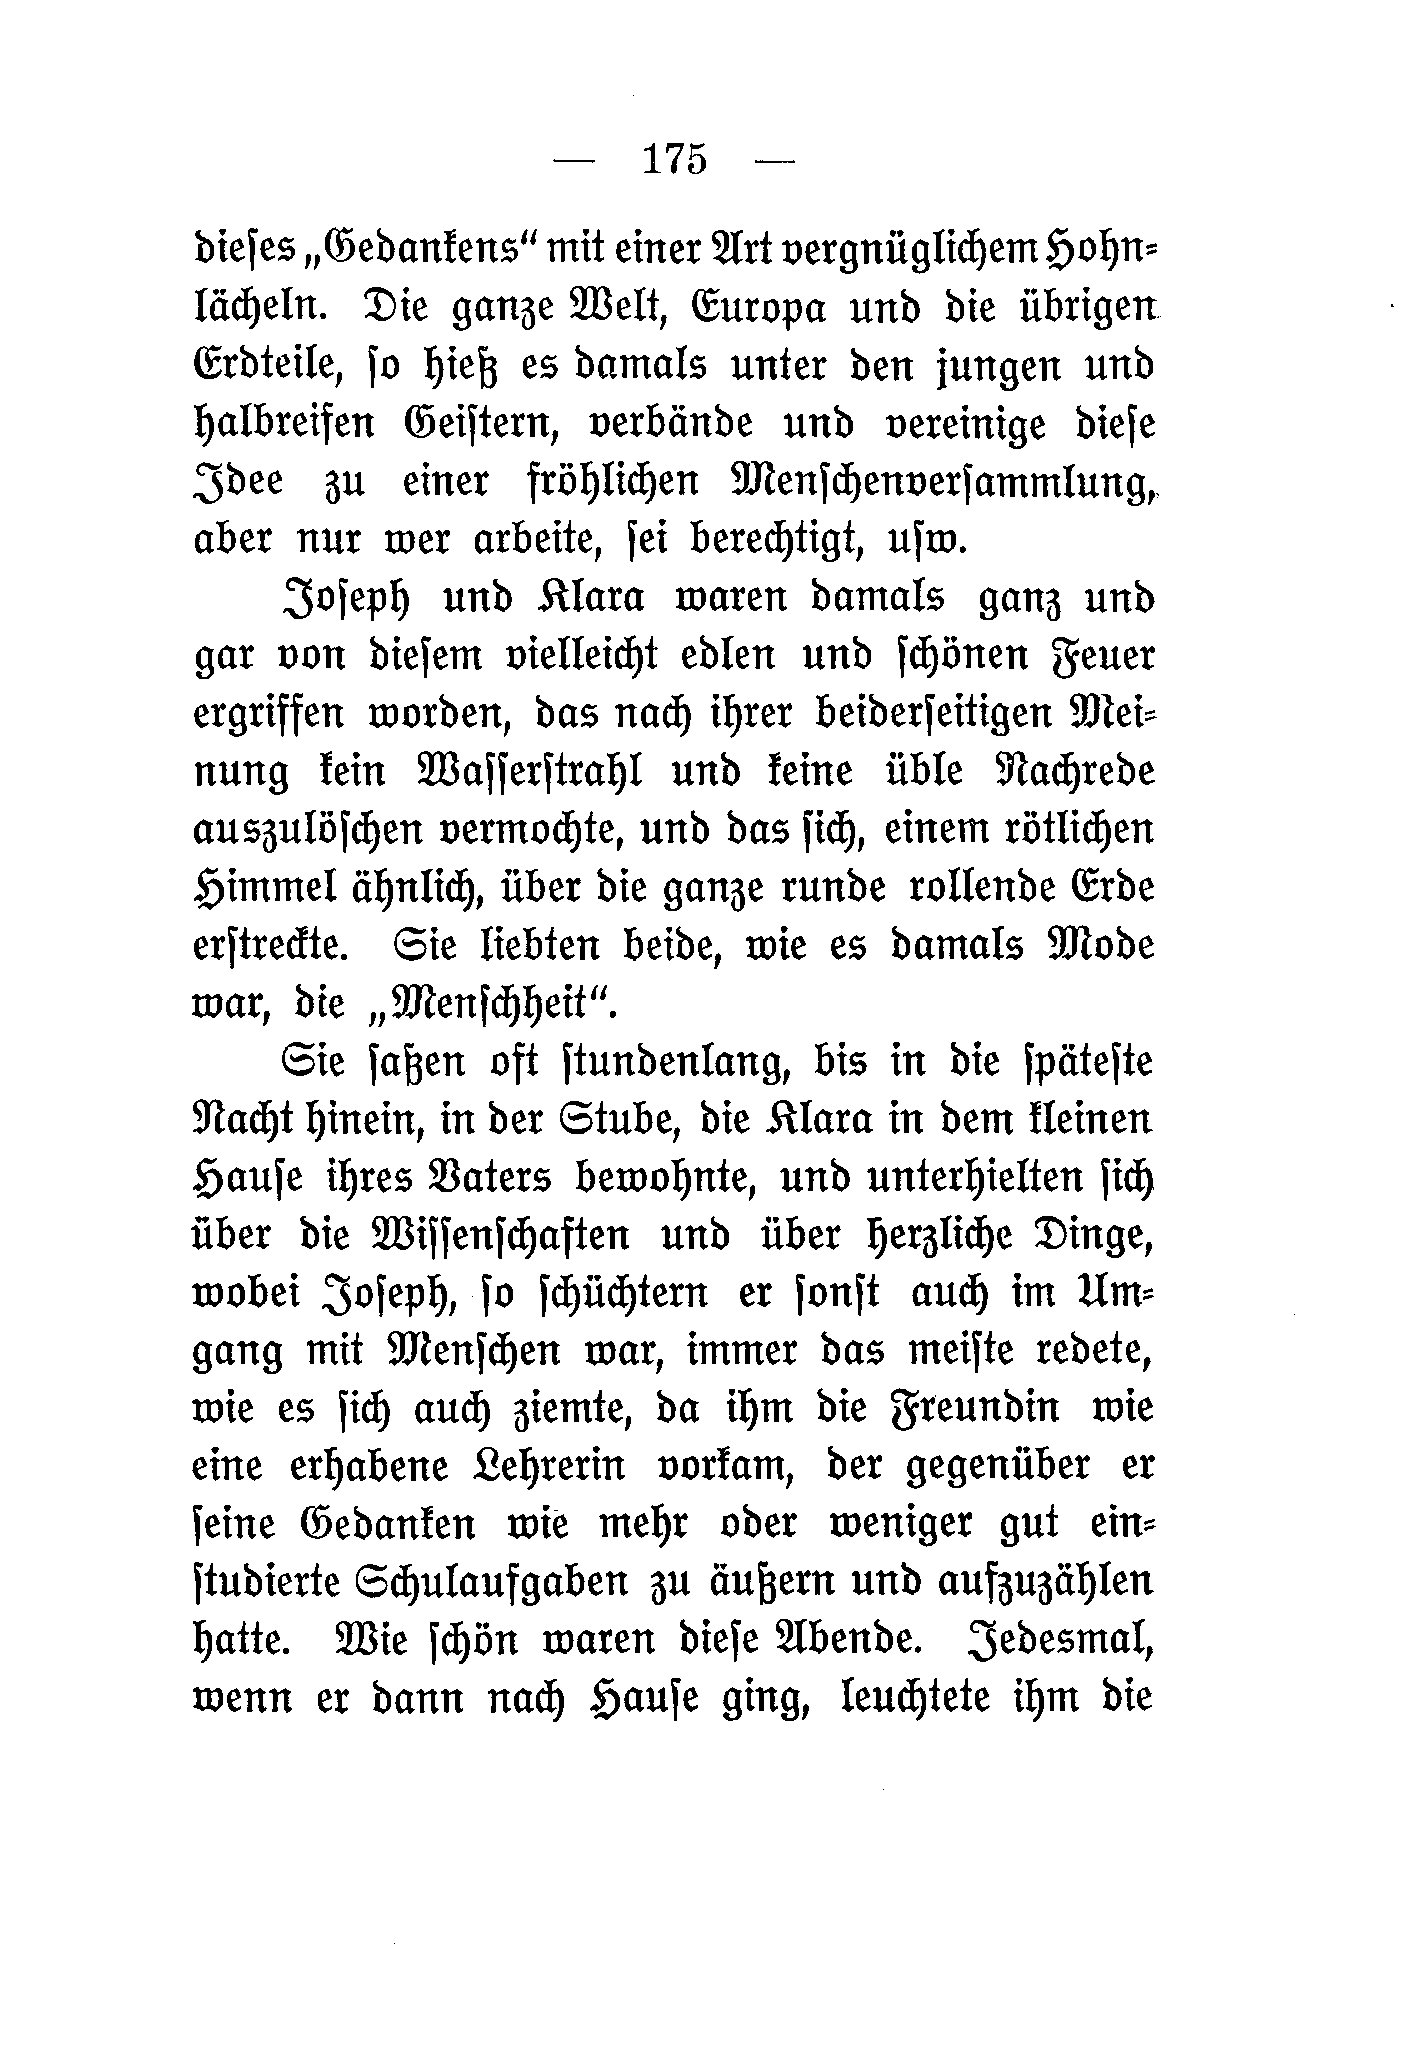 — 175 —
dieses „Gedankens“ mit einer Art vergnüglichem Hohn=
lächeln. Die ganze Welt, Europa und die übrigen
Erdteile, so hieß es damals unter den jungen und
halbreifen Geistern, verbände und vereinige diese
Idee zu einer fröhlichen Menschenversammlung,
aber nur wer arbeite, sei berechtigt, usw.
Joseph und Klara waren damals ganz und
gar von diesem vielleicht edlen und schönen Feuer
ergriffen worden, das nach ihrer beiderseitigen Mei=
nung kein Wasserstrahl und keine üble Nachrede
auszulöschen vermochte, und das sich, einem rötlichen
Himmel ähnlich, über die ganze runde rollende Erde
erstreckte. Sie liebten beide, wie es damals Mode
war, die „Menschheit“.
Sie saßen oft stundenlang, bis in die späteste
Nacht hinein, in der Stube, die Klara in dem kleinen
Hause ihres Vaters bewohnte, und unterhielten sich
über die Wissenschaften und über herzliche Dinge,
wobei Joseph, so schüchtern er sonst auch im Um=
gang mit Menschen war, immer das meiste redete,
wie es sich auch ziemte, da ihm die Freundin wie
eine erhabene Lehrerin vorkam, der gegenüber er
seine Gedanken wie mehr oder weniger gut ein=
studierte Schulaufgaben zu äußern und aufzuzählen
hatte. Wie schön waren diese Abende. Jedesmal,
wenn er dann nach Hause ging, leuchtete ihm die